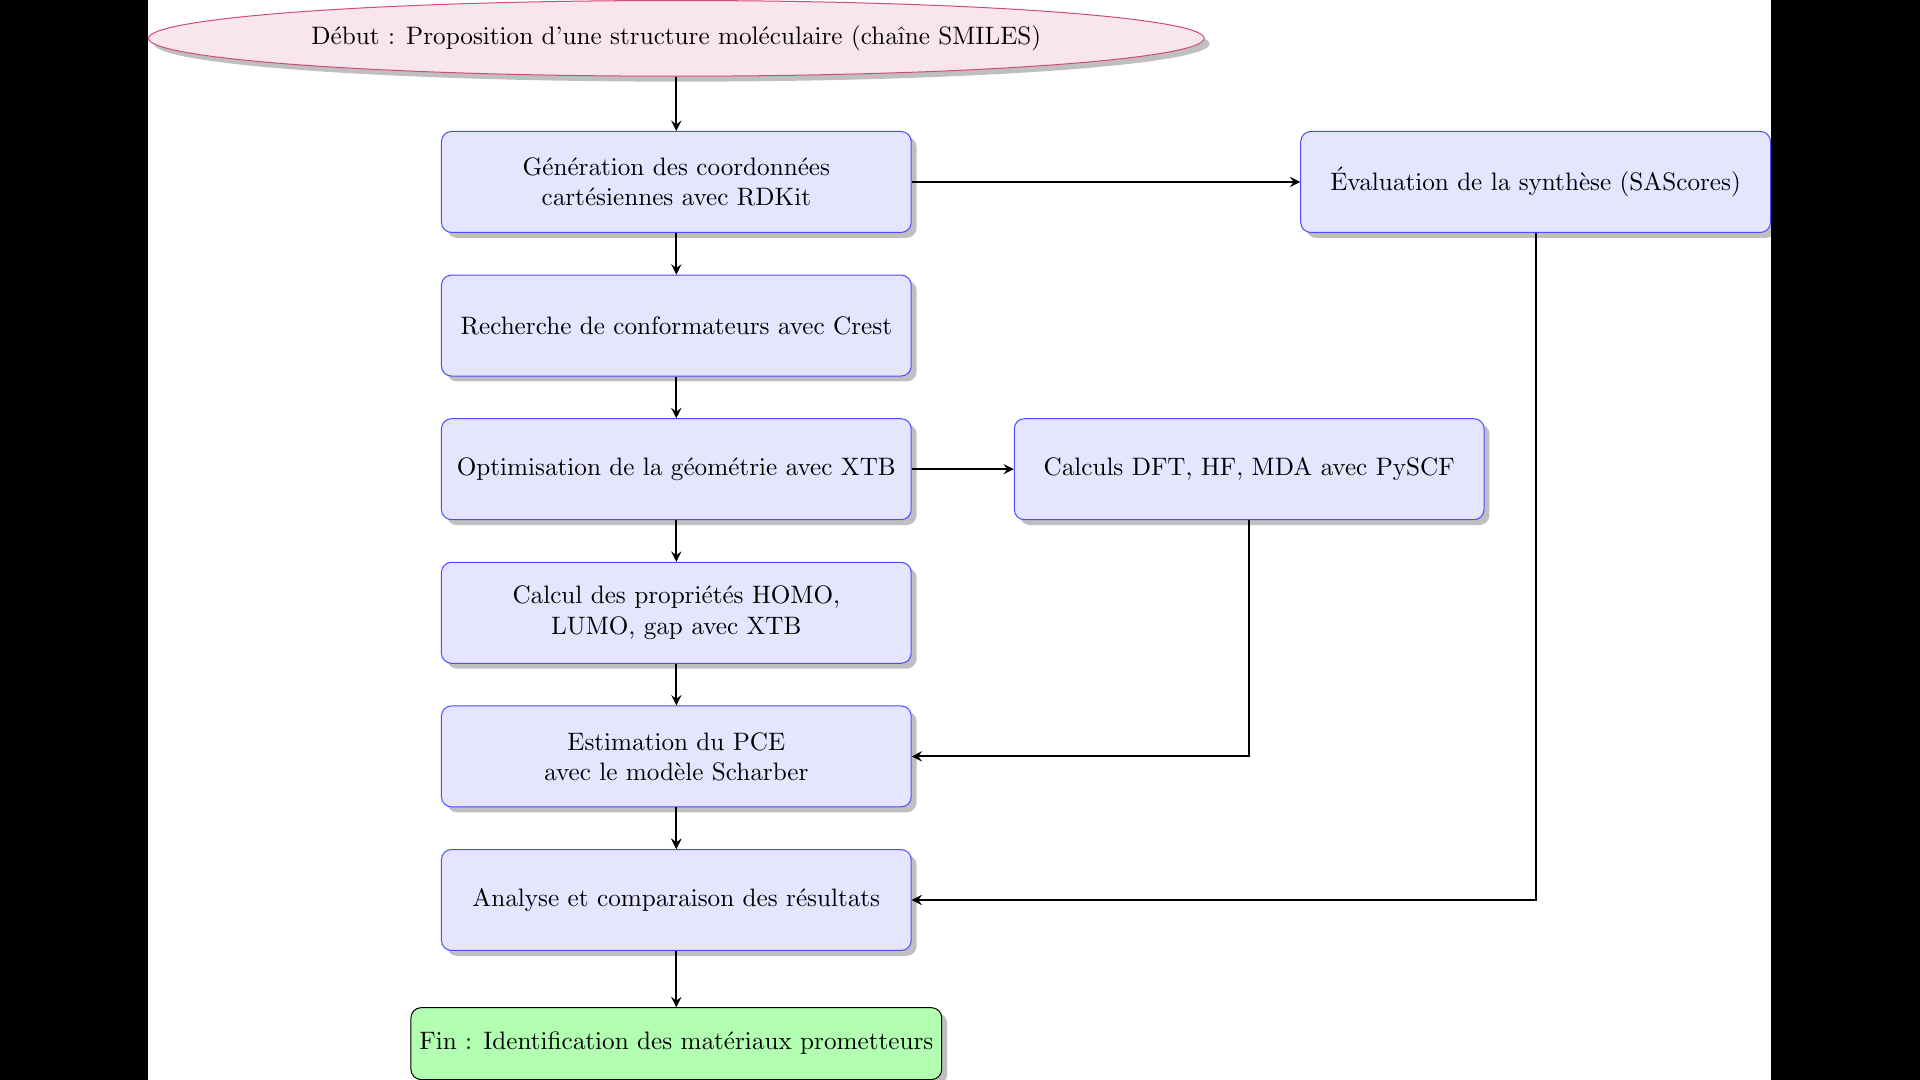 Début : Proposition d'une structure moléculaire (chaîne SMILES)
Génération des coordonnées
cartésiennes avec RDKit
Évaluation de la synthèse (SAScores)
Recherche de conformateurs avec Crest
Optimisation de la géométrie avec XTB
Calculs DFT, HF, MDA avec PySCF
Calcul des propriétés HOMO,
LUMO, gap avec XTB
Estimation du PCE
avec le modèle Scharber
Analyse et comparaison des résultats
Fin : Identification des matériaux prometteurs